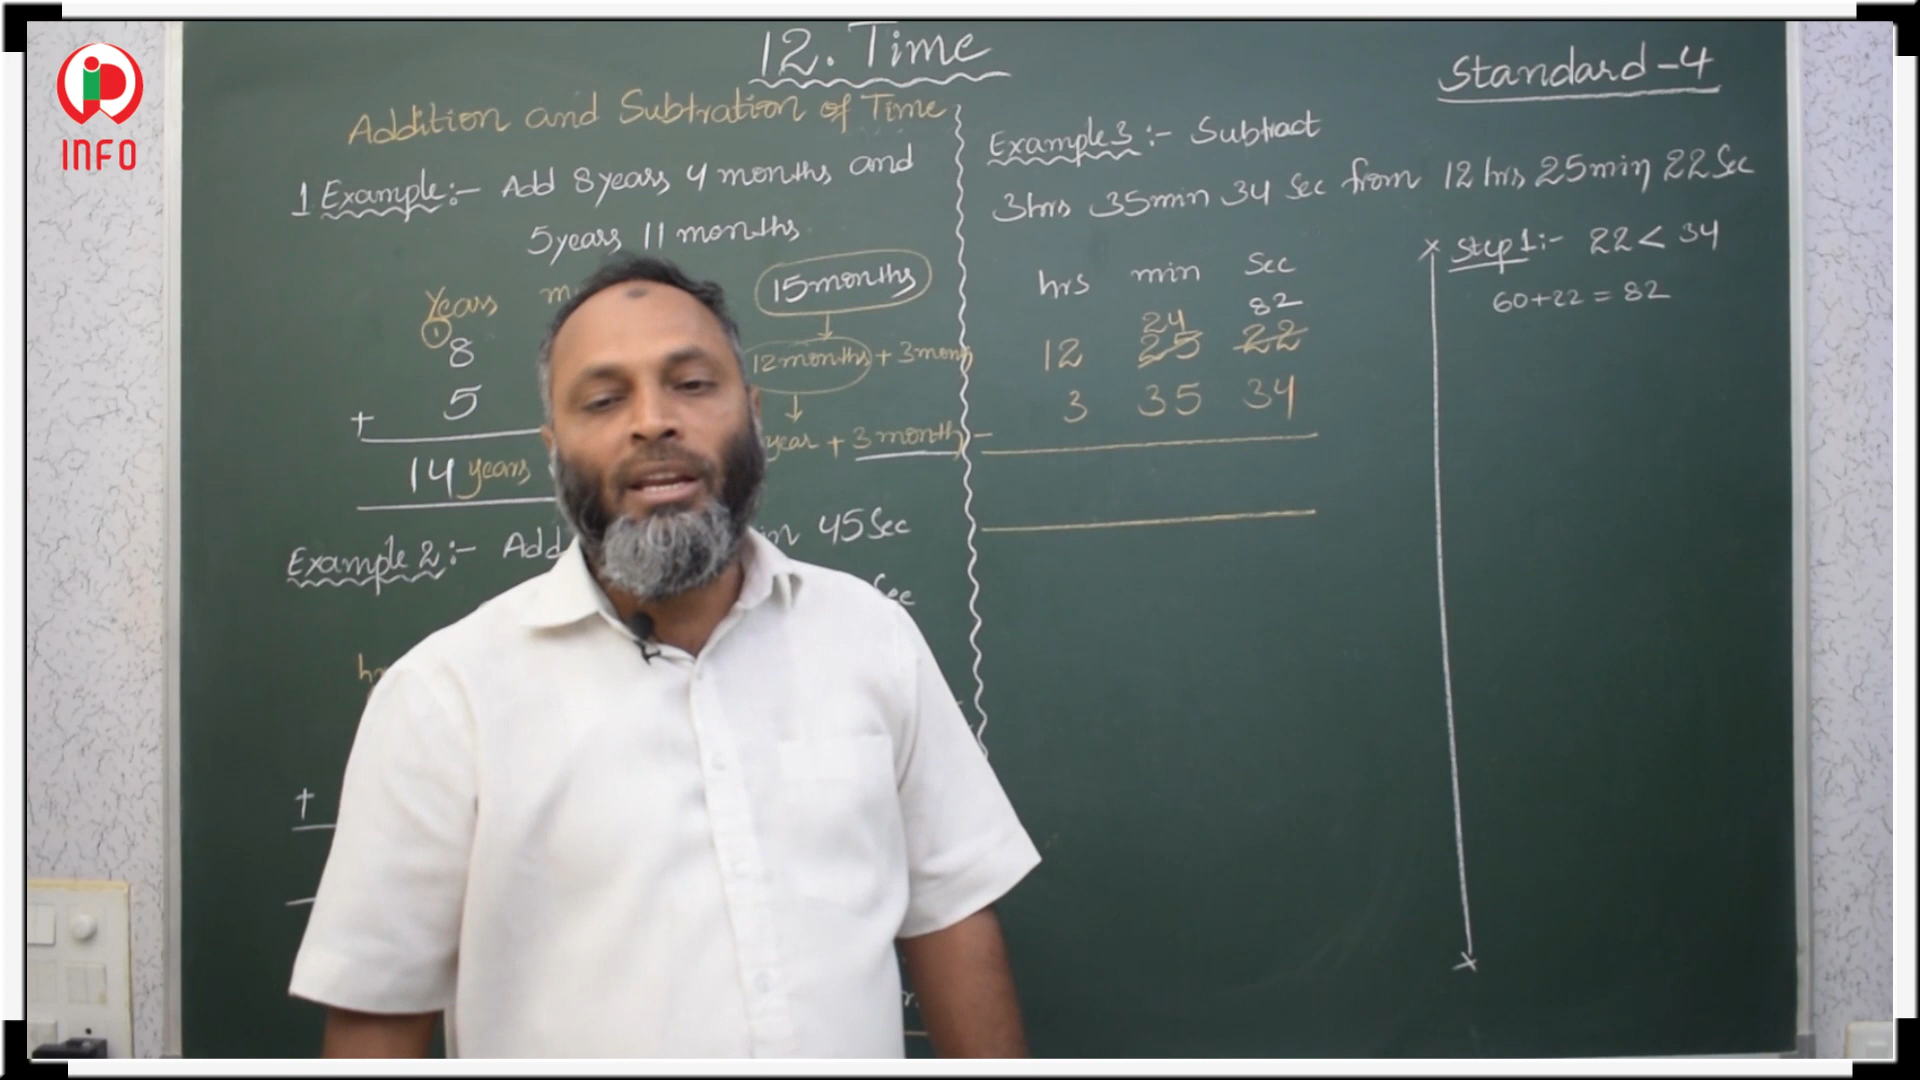 INFO
12. Time
Standard-4
Addition and Subtration of Time
1 Example:- Add 8 years 4 months and
5 years 11 months
Years
1
8
5
+
14 years
15 months
12 months + 3 mon
year + 3 month
Example 2:- Add 45 Sec
+
Example 3:- Subtract
3 hrs 35 min 34 Sec from 12 hrs 25 min 22 Sec
hrs min Sec
24 82
12 25 22
3 35 34
-
Step 1:- 22 < 34
60+22 = 82